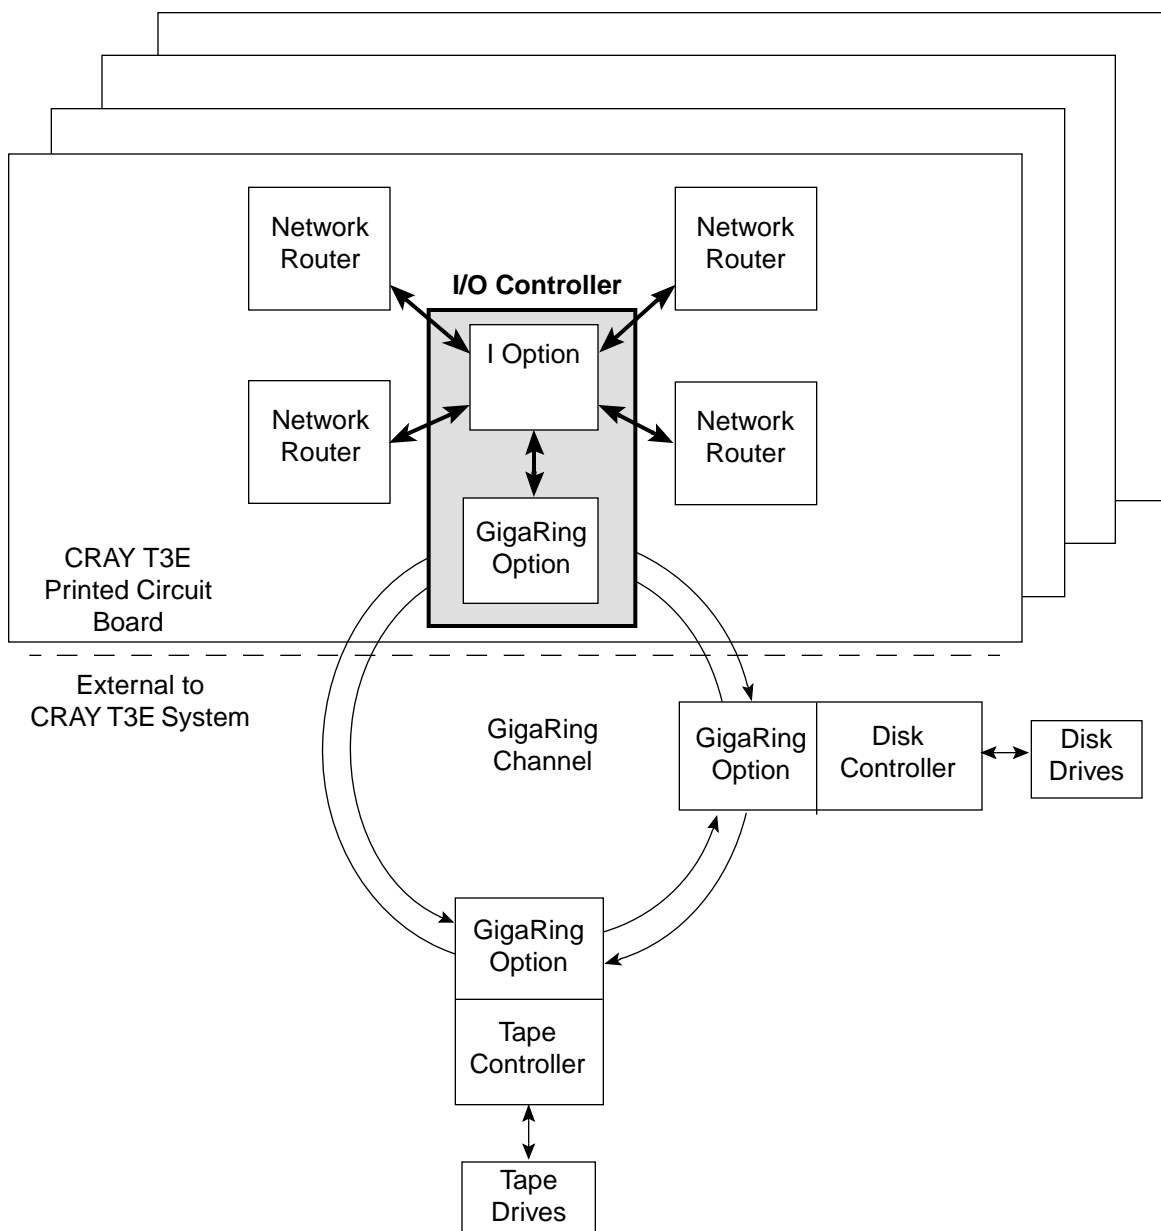 Network
Router
Network
Router
I/O Controller
I Option
Network
Router
Network
Router
GigaRing
Option
CRAY T3E
Printed Circuit
Board
External to
CRAY T3E System
GigaRing
Channel
GigaRing
Option
Disk
Controller
Disk
Drives
GigaRing
Option
Tape
Controller
Tape
Drives